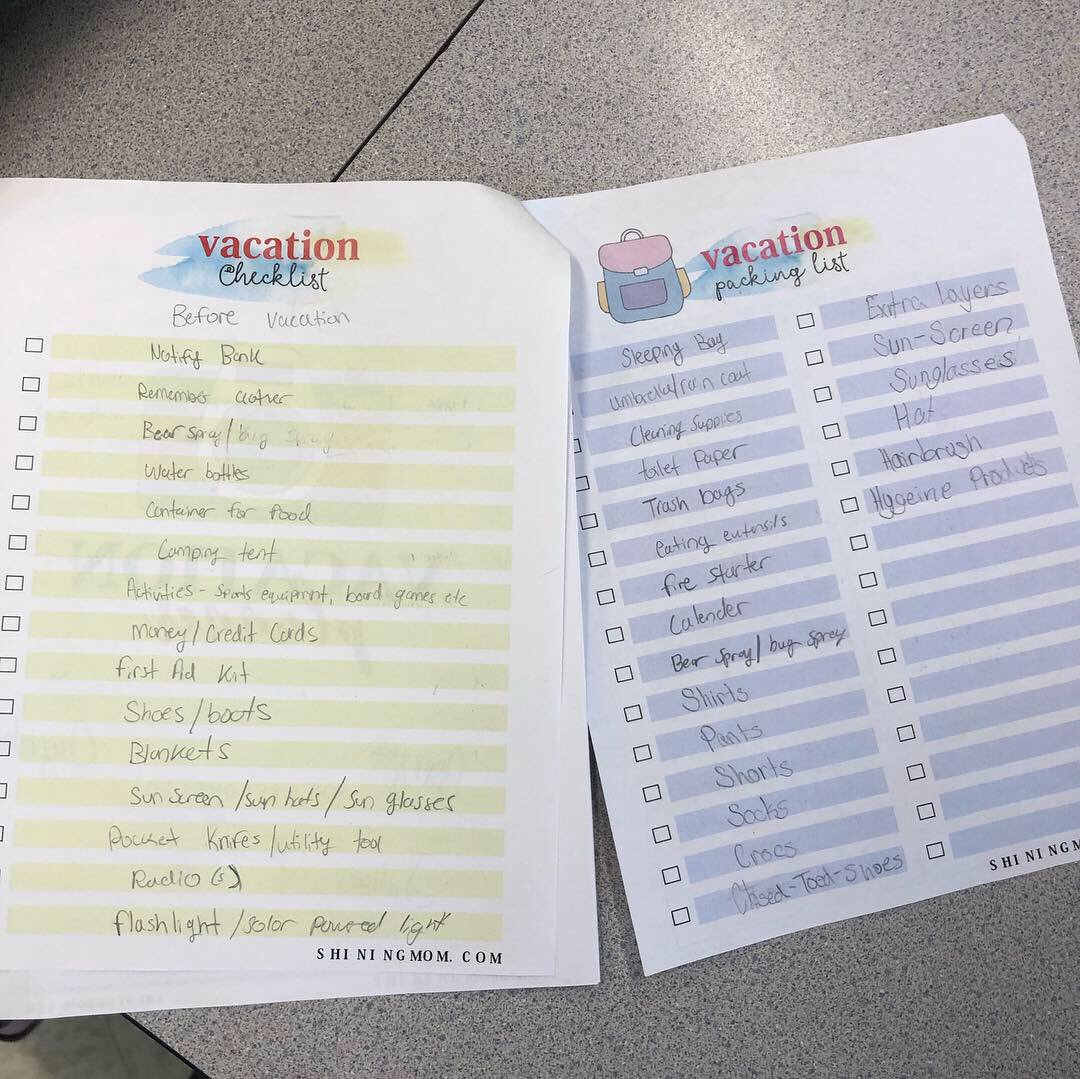 vacation
Checklist
Before vacation
Notify Bank
Remember
Bear spray/bug spray
Water bottles
Container for food
Camping tent
Activities - sports equipment, board games etc
Money/Credit Cards
first Aid Kit
Shoes/boots
Blankets
Sun Screen /sun hats / sun glasses
Pocket Knifes /utility tool
Radio(s)
flashlight /solar powered light
SHININGMOM.COM
vacation
packing list
Sleeping Bag
umbrella/rain coat
Cleaning Supplies
toilet Paper
Trash bags
eating eutensils
fire starter
Calender
Bear spray/ bug spray
Shirts
Pants
Shorts
Socks
Crocs
Closed-Toed-Shoes
Extra layers
Sun-Screen
Sunglasses
Hat
Hairbrush
Hygeine Products
SHININGM